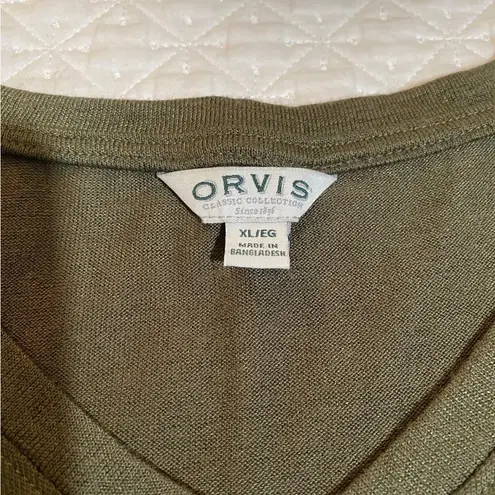 ORVIS
CLASSIC COLLECTION
Since 1856
XL/EG
MADE IN
BANGLADESH